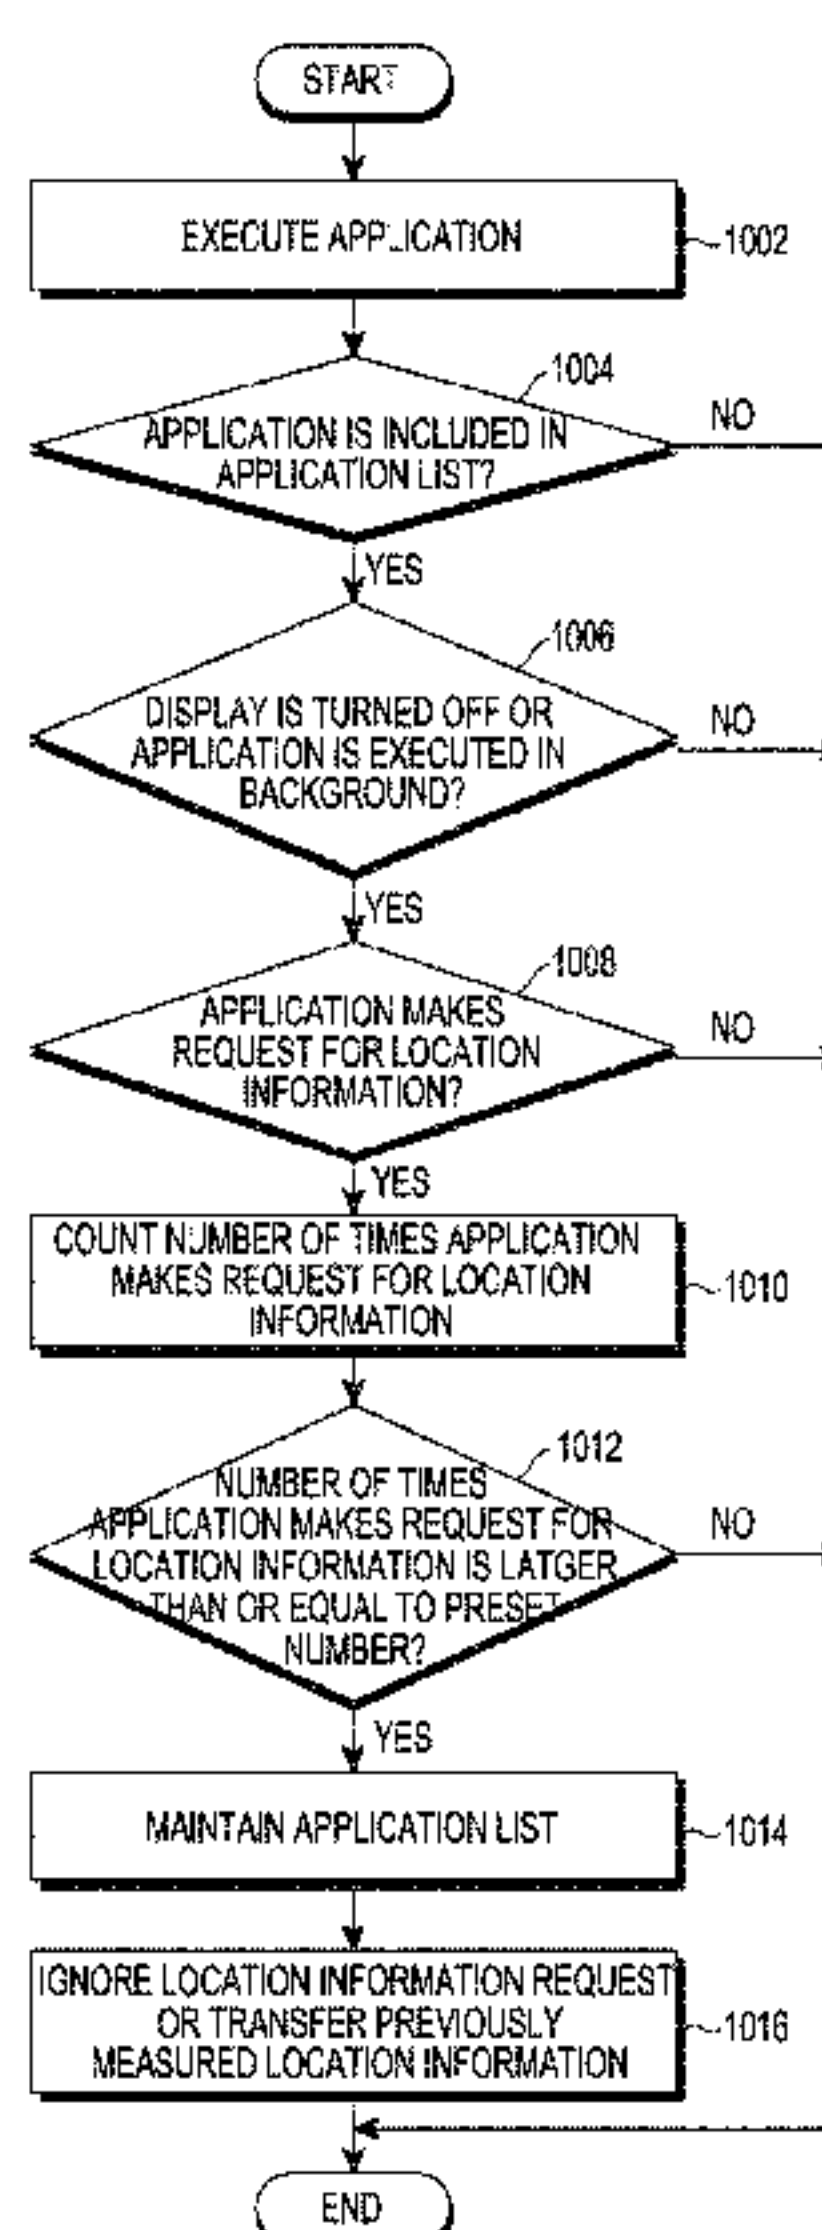 START
EXECUTE APPLICATION
1002
1004
APPLICATION IS INCLUDED IN
APPLICATION LIST?
NO
YES
1006
DISPLAY IS TURNED OFF OR
APPLICATION IS EXECUTED IN
BACKGROUND?
NO
YES
1008
APPLICATION MAKES
REQUEST FOR LOCATION
INFORMATION?
NO
YES
COUNT NUMBER OF TIMES APPLICATION
MAKES REQUEST FOR LOCATION
INFORMATION
1010
1012
NUMBER OF TIMES
APPLICATION MAKES REQUEST FOR
LOCATION INFORMATION IS LATGER
THAN OR EQUAL TO PRESET
NUMBER?
NO
YES
MAINTAIN APPLICATION LIST
1014
IGNORE LOCATION INFORMATION REQUEST
OR TRANSFER PREVIOUSLY
MEASURED LOCATION INFORMATION
1016
END